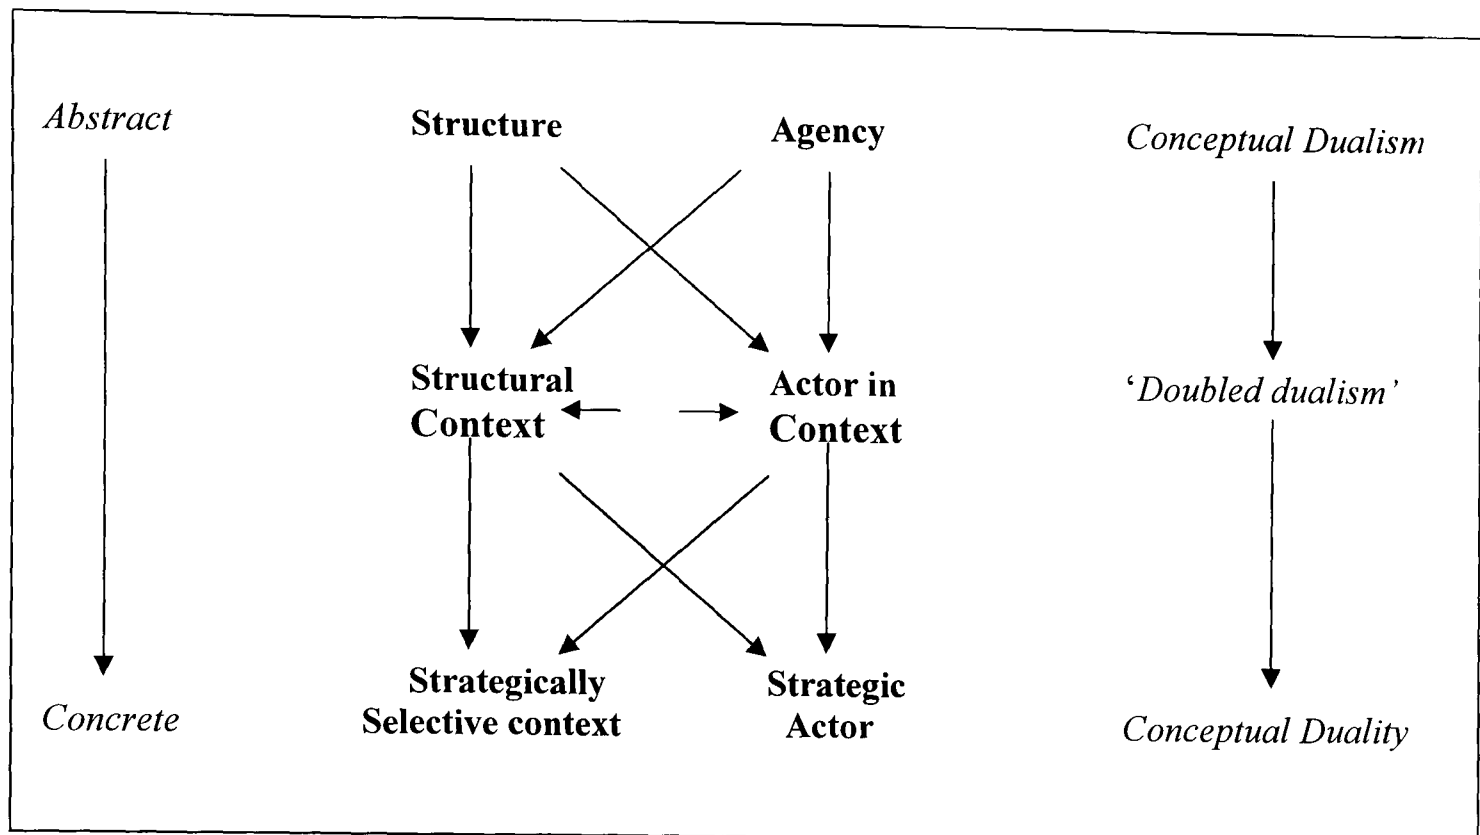 Abstract
Structure
Agency
Conceptual Dualism
Structural
Context
Actor in
Context
‘Doubled dualism’
Concrete
Strategically
Selective context
Strategic
Actor
Conceptual Duality